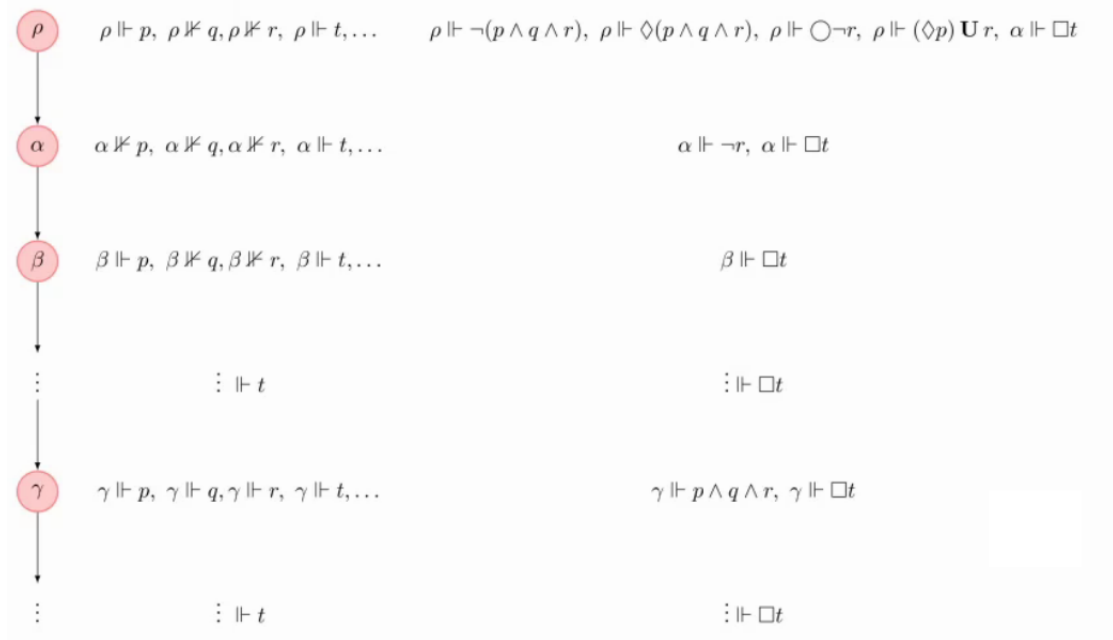 ρ ρ ⊩ p, ρ ⊮ q, ρ ⊮ r, ρ ⊩ t, … ρ ⊩ ¬(p ∧ q ∧ r), ρ ⊩ ◊(p ∧ q ∧ r), ρ ⊩ ◯¬r, ρ ⊩ (◊p) U r, α ⊩ □t
α α ⊮ p, α ⊮ q, α ⊮ r, α ⊩ t, … α ⊩ ¬r, α ⊩ □t
β β ⊩ p, β ⊮ q, β ⊮ r, β ⊩ t, … β ⊩ □t
⋮ ⋮ ⊩ t ⋮ ⊩ □t
γ γ ⊩ p, γ ⊩ q, γ ⊩ r, γ ⊩ t, … γ ⊩ p ∧ q ∧ r, γ ⊩ □t
⋮ ⋮ ⊩ t ⋮ ⊩ □t